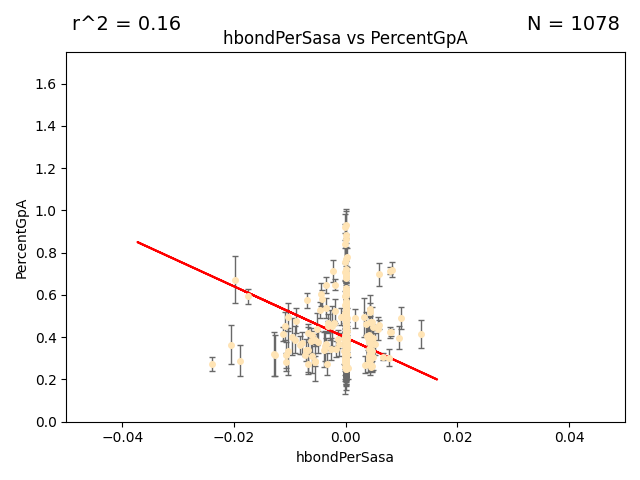 r^2 = 0.16
N = 1078
hbondPerSasa vs PercentGpA
1.6
1.4
1.2
1.0
0.8
0.6
0.4
0.2
0.0
PercentGpA
−0.04
−0.02
0.00
0.02
0.04
hbondPerSasa